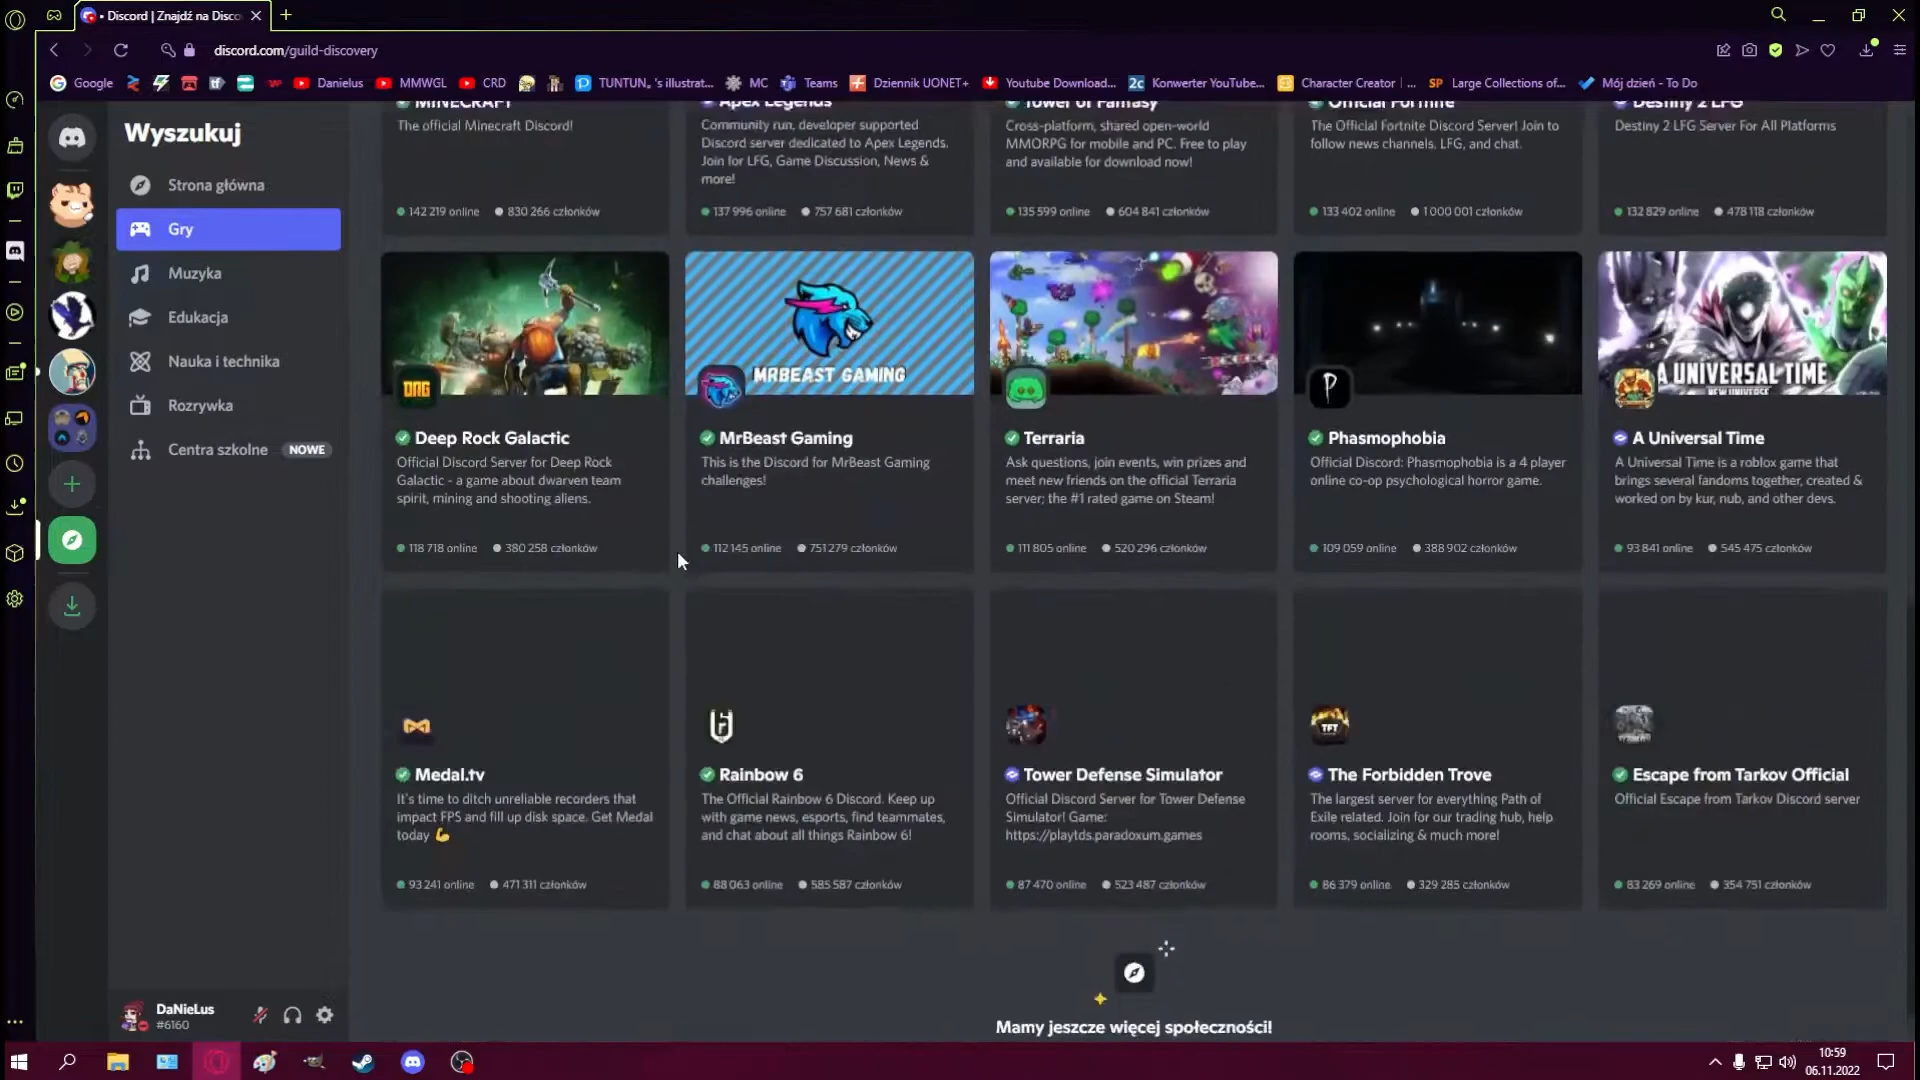 Discord | Znajdź na Disco
discord.com/guild-discovery
Google
Danielus
MMWGL
CRD
TUNTUN„ 's illustrat...
MC
Teams
Dziennik UONET+
Youtube Download...
2c Konwerter YouTube...
Character Creator | ...
SP Large Collections of...
Mój dzień - To Do
Wyszukuj
Strona główna
Gry
Muzyka
Edukacja
Nauka i technika
Rozrywka
Centra szkolne NOWE
MINECRAFT
The official Minecraft Discord!
142 219 online 830 266 członków
Apex Legends
Community run, developer supported
Discord server dedicated to Apex Legends.
Join for LFG, Game Discussion, News &
more!
137 996 online 757 681 członków
Tower of Fantasy
Cross-platform, shared open-world
MMORPG for mobile and PC. Free to play
and available for download now!
135 599 online 604 841 członków
Official Fortnite
The Official Fortnite Discord Server! Join to
follow news channels, LFG, and chat.
133 402 online 1 000 001 członków
Destiny 2 LFG
Destiny 2 LFG Server For All Platforms
132 829 online 478 118 członków
DRG
Deep Rock Galactic
Official Discord Server for Deep Rock
Galactic - a game about dwarven team
spirit, mining and shooting aliens.
118 718 online 380 258 członków
MRBEAST GAMING
MrBeast Gaming
This is the Discord for MrBeast Gaming
challenges!
112 145 online 751 279 członków
Terraria
Ask questions, join events, win prizes and
meet new friends on the official Terraria
server; the #1 rated game on Steam!
111 805 online 520 296 członków
P
Phasmophobia
Official Discord: Phasmophobia is a 4 player
online co-op psychological horror game.
109 059 online 388 902 członków
A UNIVERSAL TIME
NEW UNIVERSE
A Universal Time
A Universal Time is a roblox game that
brings several fandoms together, created &
worked on by kur, nub, and other devs.
93 841 online 545 475 członków
Medal.tv
It's time to ditch unreliable recorders that
impact FPS and fill up disk space. Get Medal
today 💪
93 241 online 471 311 członków
Rainbow 6
The Official Rainbow 6 Discord. Keep up
with game news, esports, find teammates,
and chat about all things Rainbow 6!
88 063 online 585 587 członków
Tower Defense Simulator
Official Discord Server for Tower Defense
Simulator! Game:
https://playtds.paradoxum.games
87 470 online 523 487 członków
TFT
The Forbidden Trove
The largest server for everything Path of
Exile related. Join for our trading hub, help
rooms, socializing & much more!
86 379 online 329 285 członków
Escape from Tarkov Official
Official Escape from Tarkov Discord server
83 269 online 354 751 członków
Mamy jeszcze więcej społeczności!
DaNieLus
#6160
10:59
06.11.2022